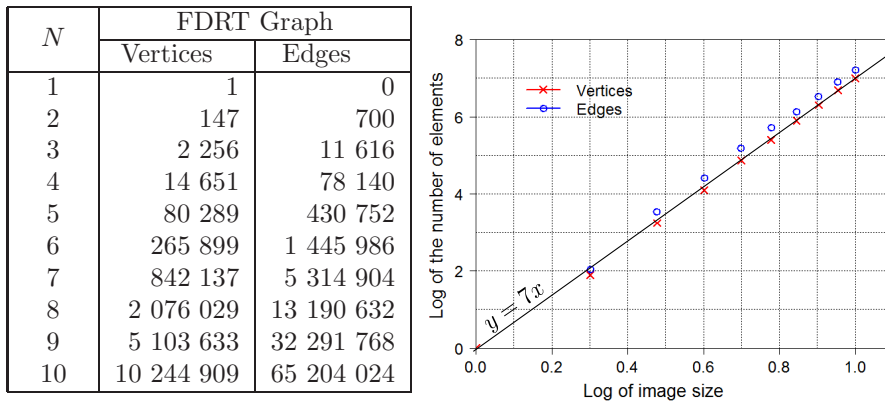 N FDRT Graph
Vertices Edges
1 1 0
2 147 700
3 2 256 11 616
4 14 651 78 140
5 80 289 430 752
6 265 899 1 445 986
7 842 137 5 314 904
8 2 076 029 13 190 632
9 5 103 633 32 291 768
10 10 244 909 65 204 024
Log of the number of elements
8
6
4
2
0
Vertices
Edges
y = 7x
0.0 0.2 0.4 0.6 0.8 1.0
Log of image size